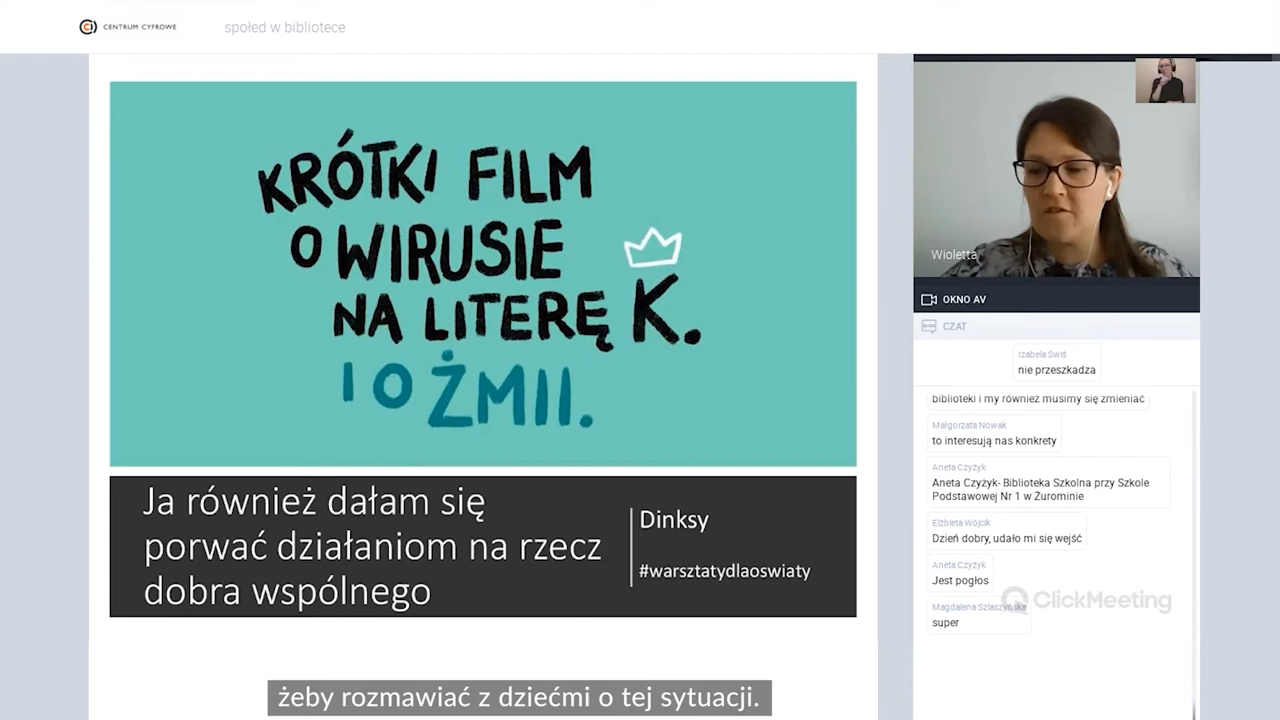 CENTRUM CYFROWE
społed w bibliotece
KRÓTKI FILM
O WIRUSIE
NA LITERĘ K.
I O ŻMII.
Ja również dałam się
porwać działaniom na rzecz
dobra wspólnego
Dinksy
#warsztatydlaoswiaty
żeby rozmawiać z dziećmi o tej sytuacji.
Wioletta
OKNO AV
CZAT
Izabela Świś
nie przeszkadza
biblioteki i my również musimy się zmieniać
Małgorzata Nowak
to interesują nas konkrety
Aneta Czyżyk
Aneta Czyżyk- Biblioteka Szkolna przy Szkole
Podstawowej Nr 1 w Żurominie
Elżbieta Wójcik
Dzień dobry, udało mi się wejść
Aneta Czyżyk
Jest pogłos
ClickMeeting
Magdalena Szlaszyńska
super